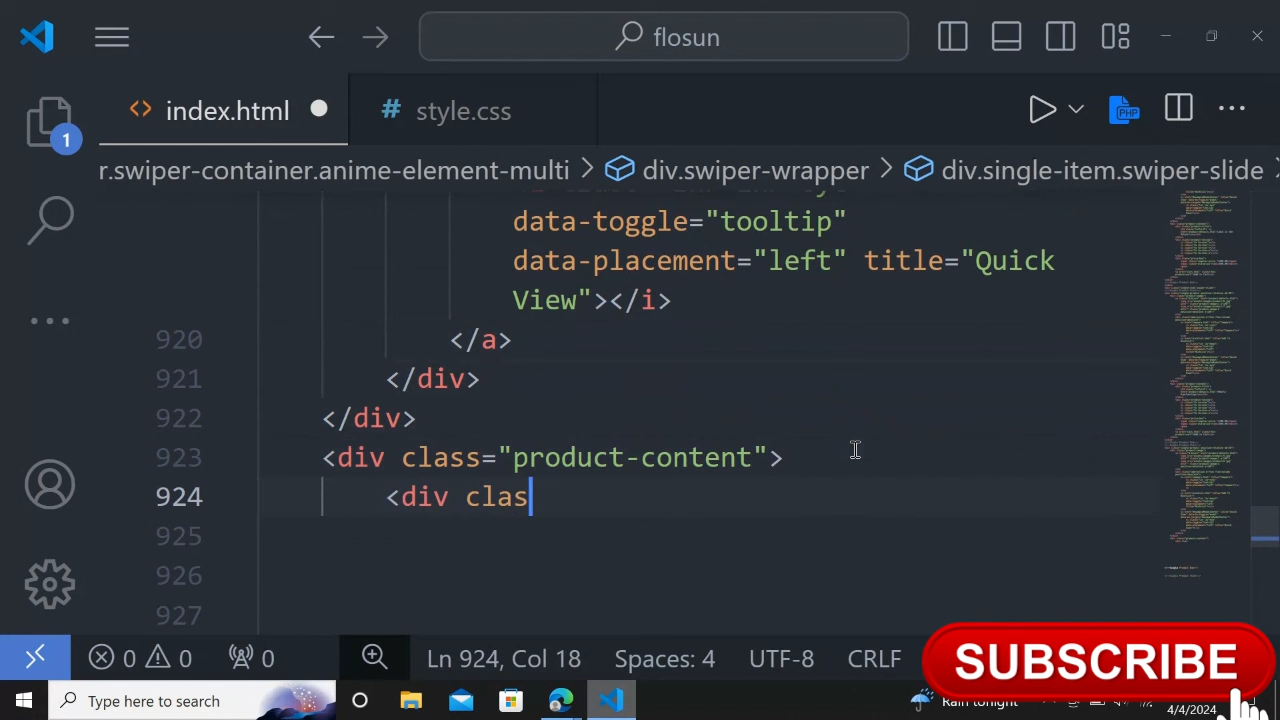 flosun
index.html
# style.css
r.swiper-container.anime-element-multi > div.swiper-wrapper > div.single-item.swiper-slide
data-toggle="tooltip"
data-placement="left" title="Quick
View"></i>
920 </a>
921 </div>
922 </div>
923 <div class="product-content">
924 <div clas
925
926
927
1
0 0 0 Ln 924, Col 18 Spaces: 4 UTF-8 CRLF
SUBSCRIBE
Type here to search
Rain tonight
4/4/2024
PHP